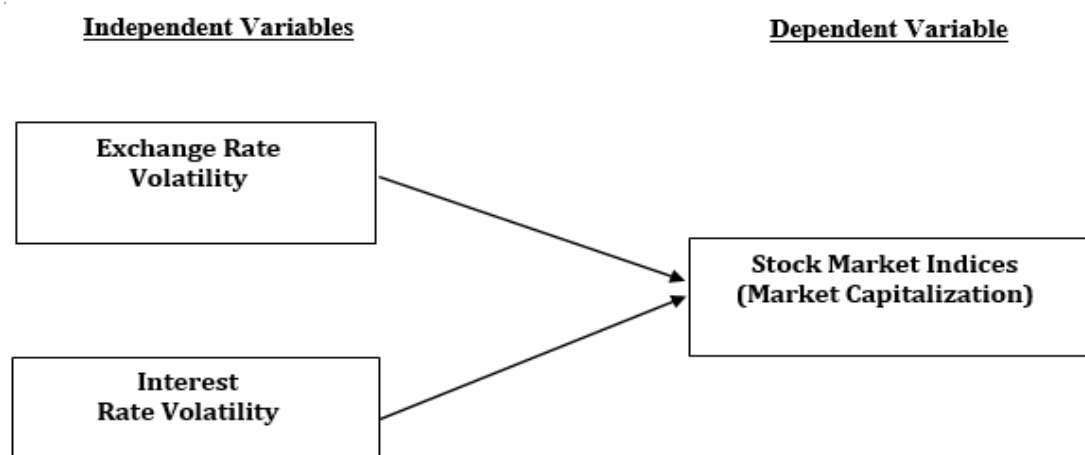 Independent Variables
Dependent Variable
Exchange Rate
Volatility
Stock Market Indices
(Market Capitalization)
Interest
Rate Volatility